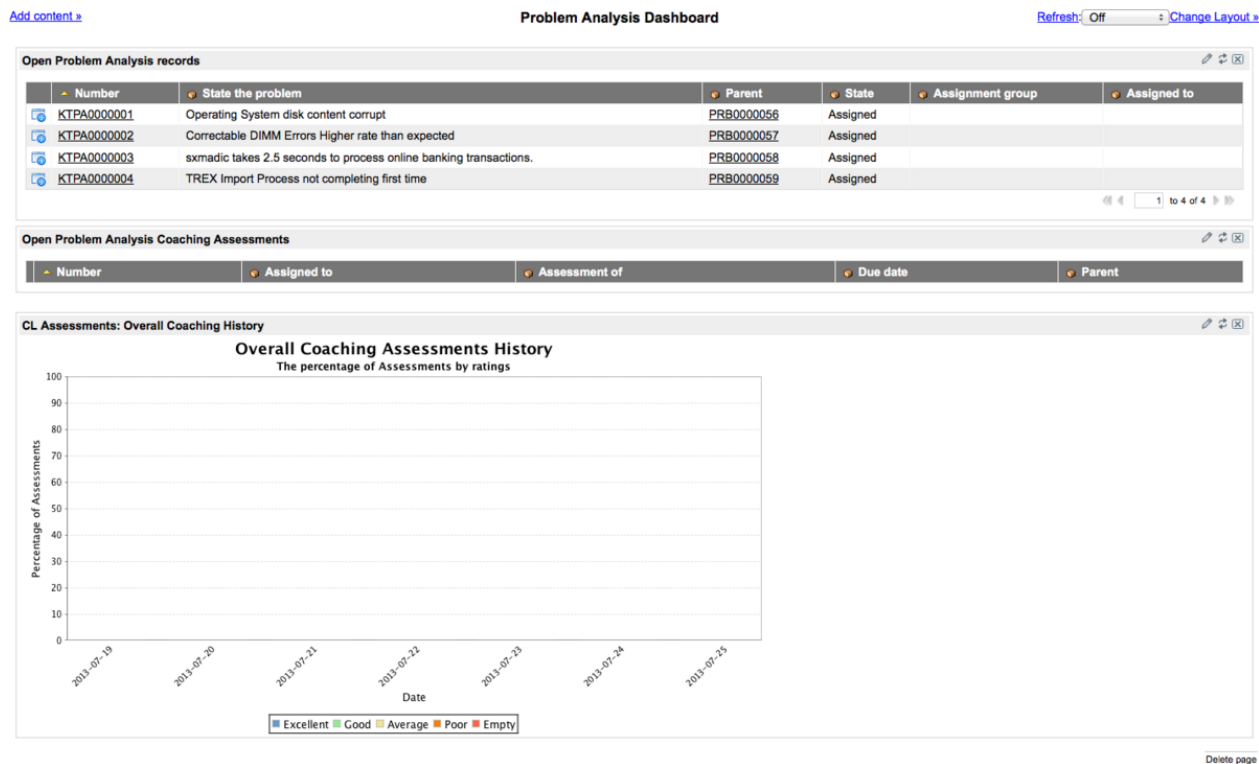 Add content »
Problem Analysis Dashboard
Refresh: Off Change Layout »
Open Problem Analysis records
Number State the problem Parent State Assignment group Assigned to
KTPA0000001 Operating System disk content corrupt PRB0000056 Assigned
KTPA0000002 Correctable DIMM Errors Higher rate than expected PRB0000057 Assigned
KTPA0000003 sxmadic takes 2.5 seconds to process online banking transactions. PRB0000058 Assigned
KTPA0000004 TREX Import Process not completing first time PRB0000059 Assigned
1 to 4 of 4
Open Problem Analysis Coaching Assessments
Number Assigned to Assessment of Due date Parent
CL Assessments: Overall Coaching History
Overall Coaching Assessments History
The percentage of Assessments by ratings
Percentage of Assessments
100
90
80
70
60
50
40
30
20
10
0
2013-07-19 2013-07-20 2013-07-21 2013-07-22 2013-07-23 2013-07-24 2013-07-25
Date
Excellent Good Average Poor Empty
Delete page